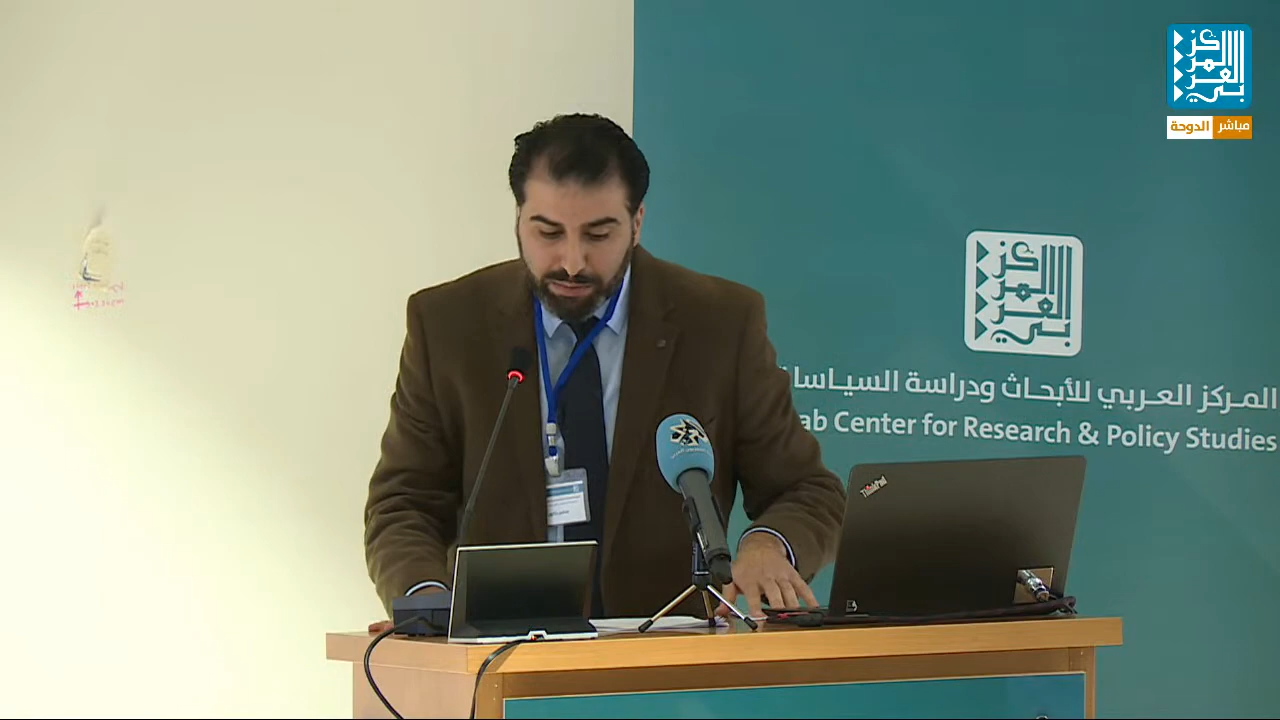 المركز العربي
مباشر الدوحة
المركز العربي
المركز العربي للأبحاث ودراسة السياسا
ab Center for Research & Policy Studies
ThinkPad